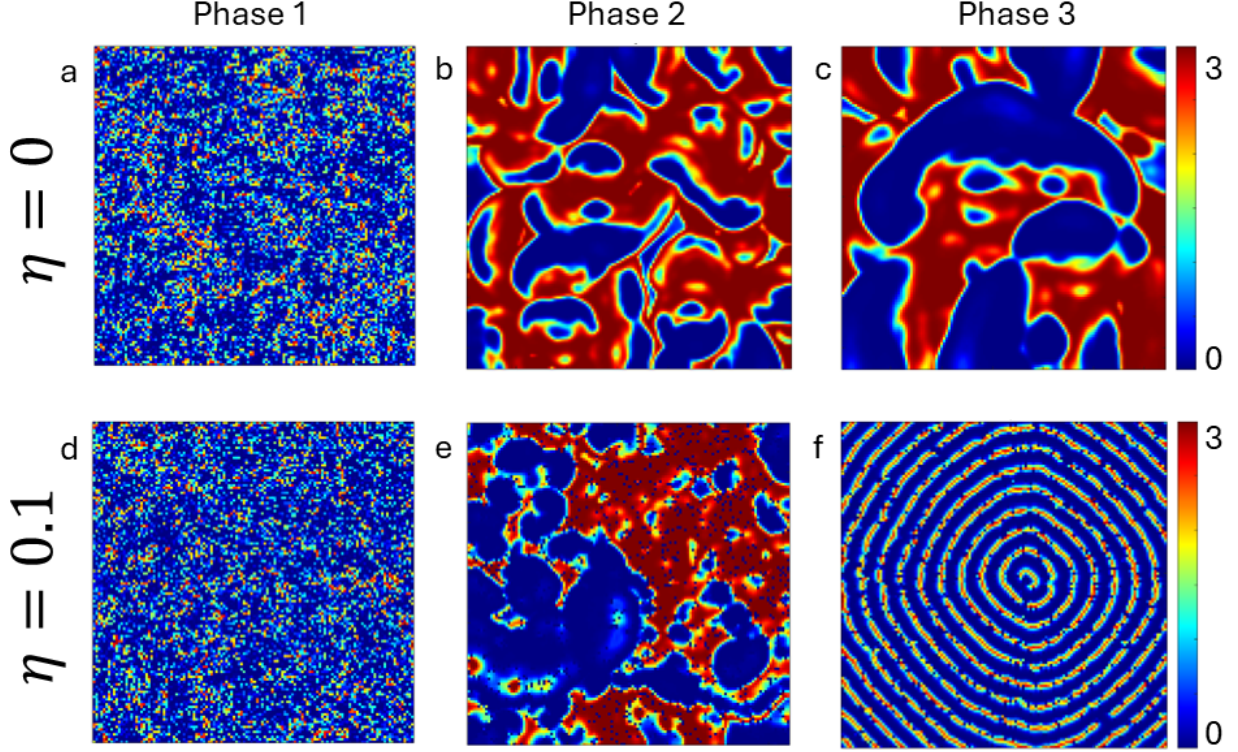 Phase 1 Phase 2 Phase 3
a b c 3
η = 0
0
d e f 3
η = 0.1
0